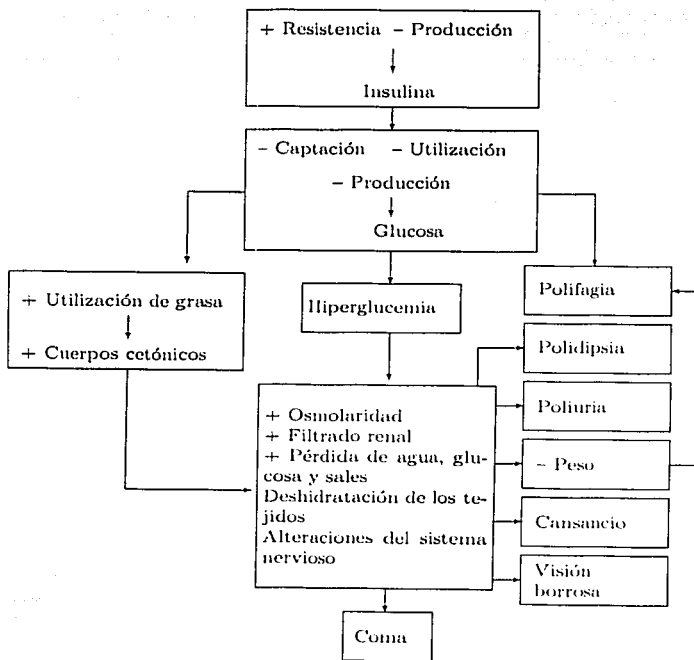 + Resistencia - Producción
Insulina
- Captación - Utilización
- Producción
Glucosa
+ Utilización de grasa
+ Cuerpos cetónicos
Hiperglucemia
Polifagia
Polidipsia
Poliuria
- Peso
Cansancio
Visión
borrosa
+ Osmolaridad
+ Filtrado renal
+ Pérdida de agua, glu-
cosa y sales
Deshidratación de los te-
jidos
Alteraciones del sistema
nervioso
Coma